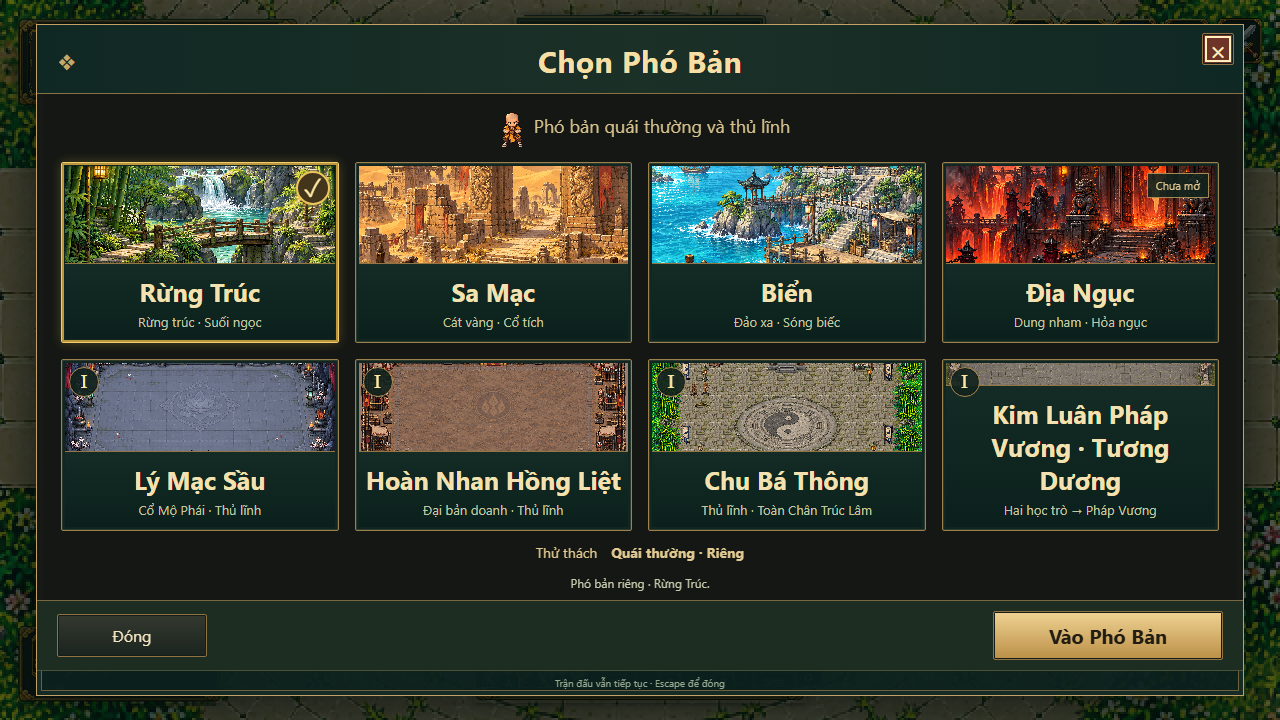 Chọn Phó Bản
Phó bản quái thường và thủ lĩnh
Chưa mở
Rừng Trúc
Rừng trúc · Suối ngọc
Sa Mạc
Cát vàng · Cổ tích
Biển
Đảo xa · Sóng biếc
Địa Ngục
Dung nham · Hỏa ngục
I
Lý Mạc Sầu
Cổ Mộ Phái · Thủ lĩnh
I
Hoàn Nhan Hồng Liệt
Đại bản doanh · Thủ lĩnh
I
Chu Bá Thông
Thủ lĩnh · Toàn Chân Trúc Lâm
I
Kim Luân Pháp
Vương · Tương
Dương
Hai học trò → Pháp Vương
Thử thách Quái thường · Riêng
Phó bản riêng · Rừng Trúc.
Đóng
Vào Phó Bản
Trận đấu vẫn tiếp tục · Escape để đóng